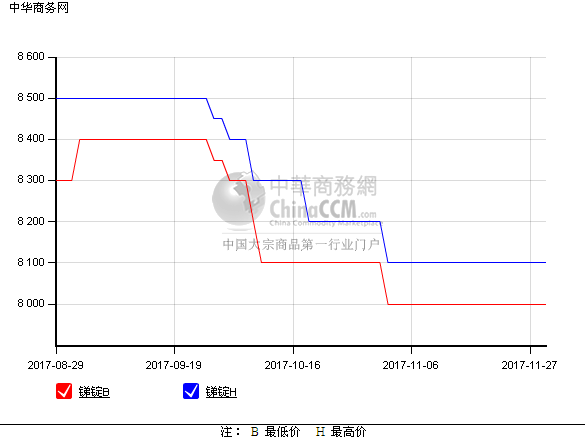 中华商务网
8 600
8 500
8 400
8 300
8 200
8 100
8 000
中華商務網
ChinaCCM.com
China Commodity Marketplace
中国大宗商品第一行业门户
2017-08-29 2017-09-19 2017-10-16 2017-11-06 2017-11-27
锑锭B 锑锭H
注： B 最低价 H 最高价